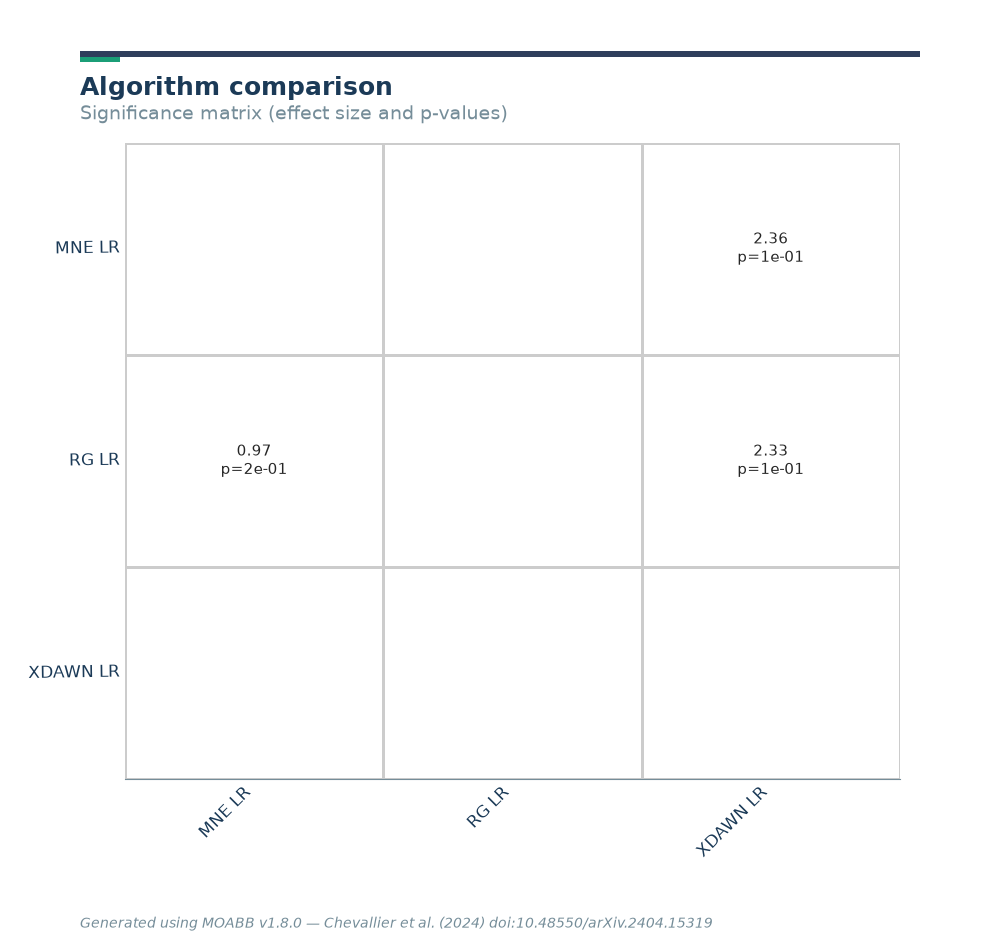 Algorithm comparison
Significance matrix (effect size and p-values)
MNE LR
2.36
p=1e-01
RG LR
0.97
p=2e-01
2.33
p=1e-01
XDAWN LR
MNE LR
RG LR
XDAWN LR
Generated using MOABB v1.8.0 — Chevallier et al. (2024) doi:10.48550/arXiv.2404.15319